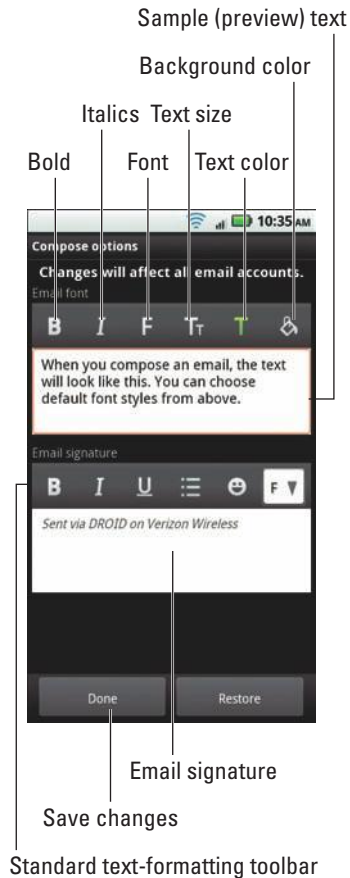 Sample (preview) text
Background color
Italics Text size
Bold Font Text color
10:35 AM
Compose options
Changes will affect all email accounts.
Email font
B I F TT T
When you compose an email, the text
will look like this. You can choose
default font styles from above.
Email signature
B I U F
Sent via DROID on Verizon Wireless
Done Restore
Email signature
Save changes
Standard text-formatting toolbar